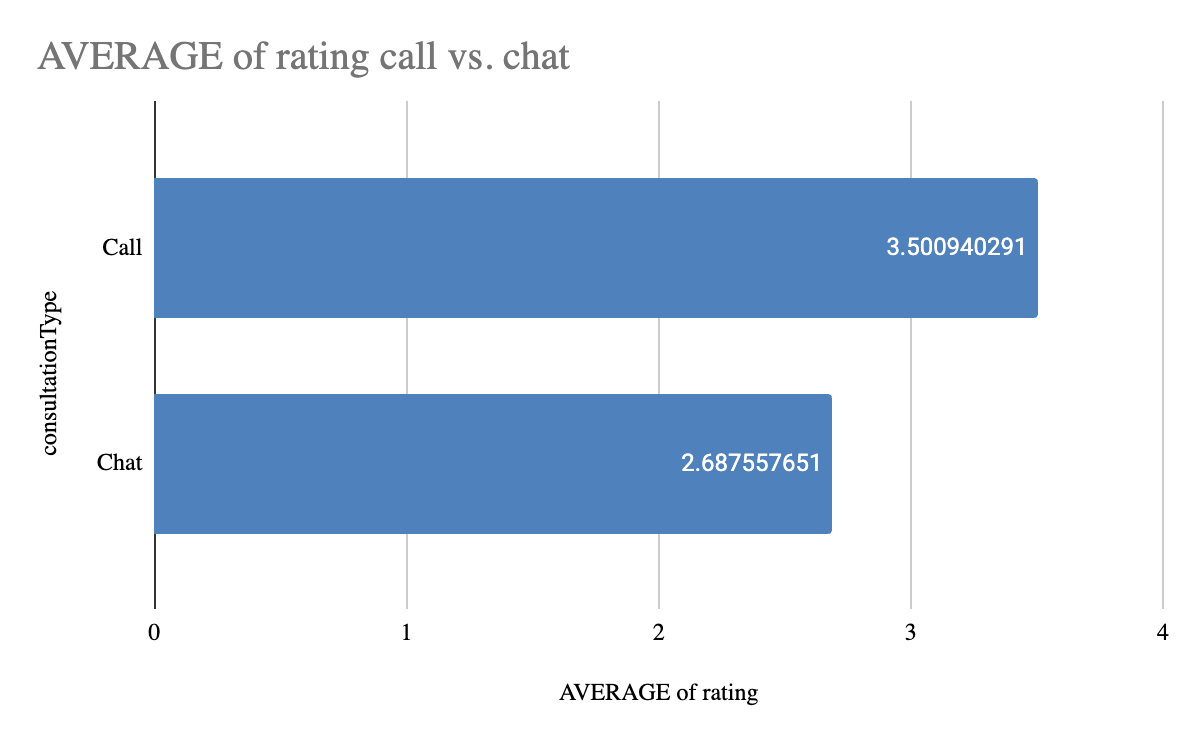 AVERAGE of rating call vs. chat
consultationType
Call
3.500940291
Chat
2.687557651
0
1
2
3
4
AVERAGE of rating